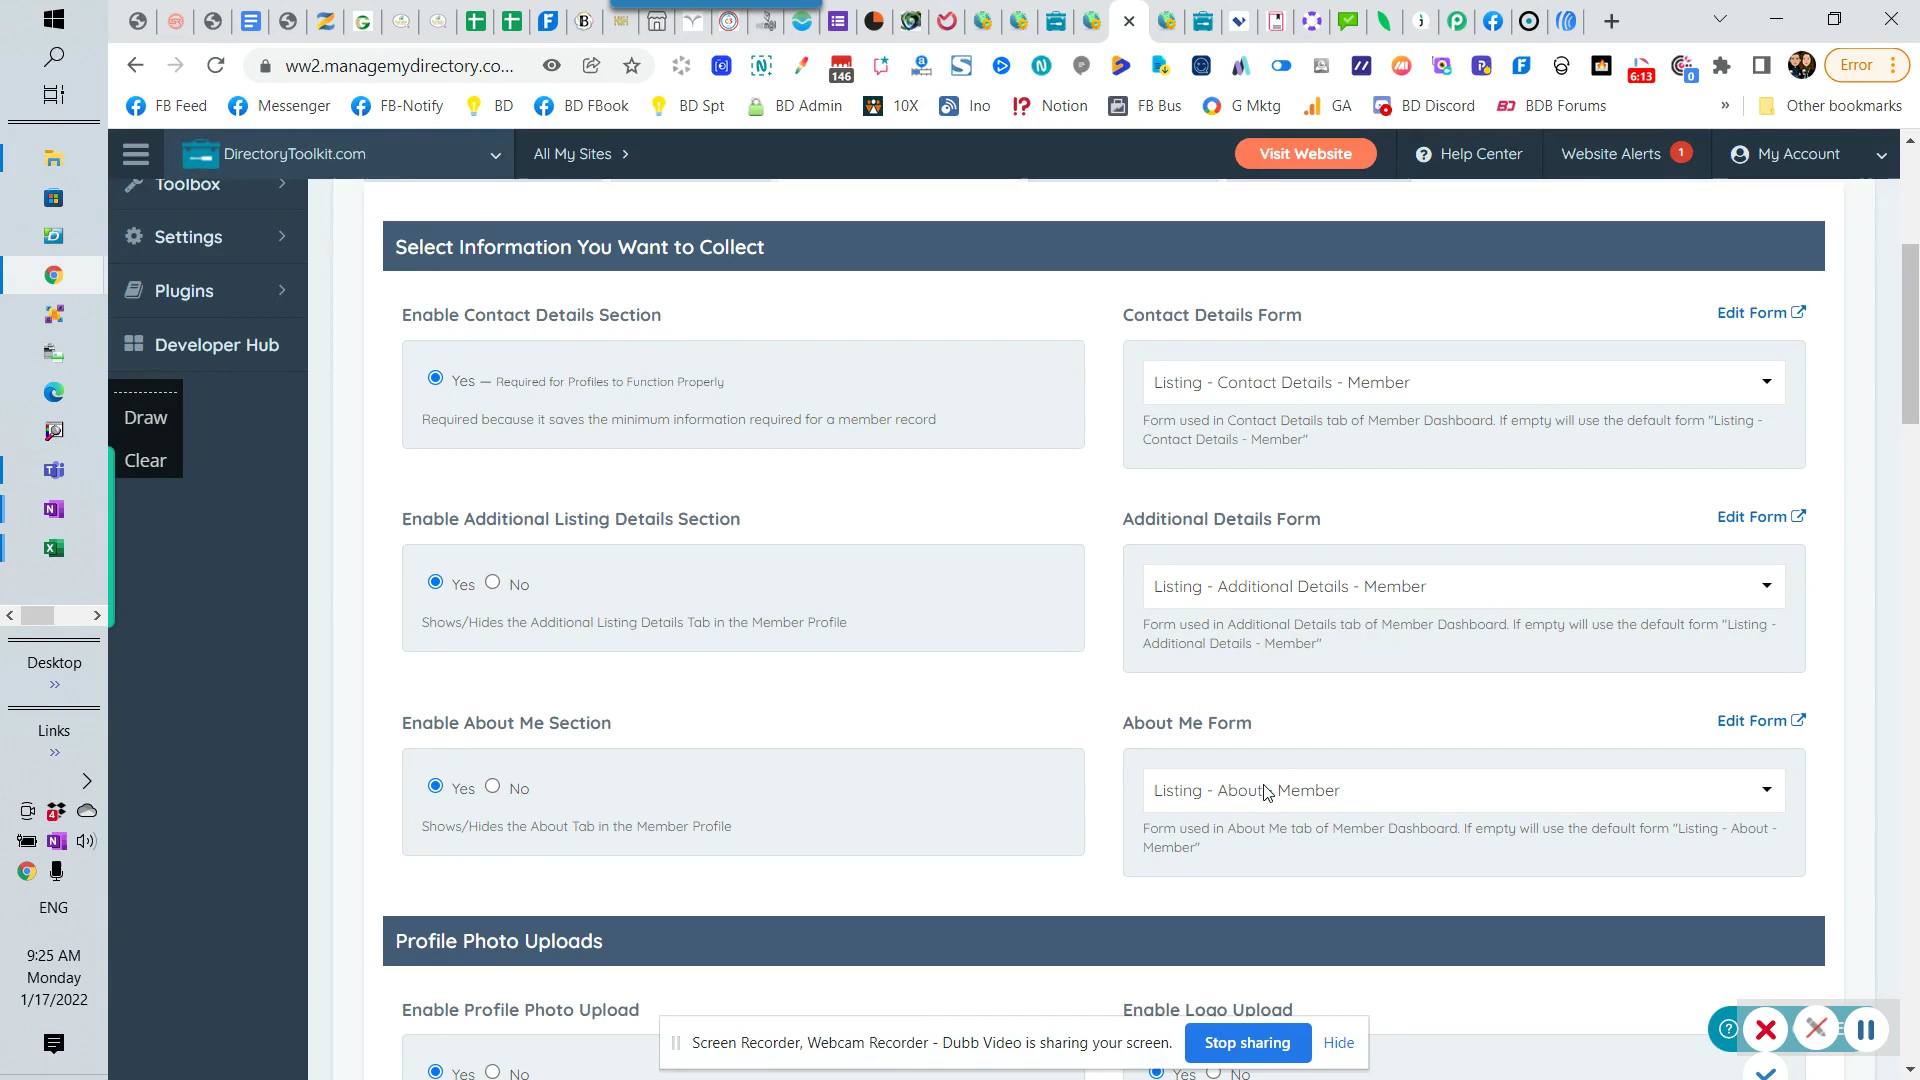 ww2.managemydirectory.co...
146
6:13
0
Error
FB Feed
Messenger
FB-Notify
BD
BD FBook
BD Spt
BD Admin
10X
Ino
Notion
FB Bus
G Mktg
GA
BD Discord
BDB Forums
»
Other bookmarks
DirectoryToolkit.com
All My Sites
Visit Website
Help Center
Website Alerts 1
My Account
Toolbox
Settings
Plugins
Developer Hub
Draw
Clear
Select Information You Want to Collect
Enable Contact Details Section
Yes — Required for Profiles to Function Properly
Required because it saves the minimum information required for a member record
Contact Details Form
Edit Form
Listing - Contact Details - Member
Form used in Contact Details tab of Member Dashboard. If empty will use the default form "Listing -
Contact Details - Member"
Enable Additional Listing Details Section
Yes No
Shows/Hides the Additional Listing Details Tab in the Member Profile
Additional Details Form
Edit Form
Listing - Additional Details - Member
Form used in Additional Details tab of Member Dashboard. If empty will use the default form "Listing -
Additional Details - Member"
Enable About Me Section
Yes No
Shows/Hides the About Tab in the Member Profile
About Me Form
Edit Form
Listing - About - Member
Form used in About Me tab of Member Dashboard. If empty will use the default form "Listing - About -
Member"
Profile Photo Uploads
Enable Profile Photo Upload
Yes No
Enable Logo Upload
Yes No
Screen Recorder, Webcam Recorder - Dubb Video is sharing your screen.
Stop sharing
Hide
Desktop
»
Links
»
4
ENG
9:25 AM
Monday
1/17/2022